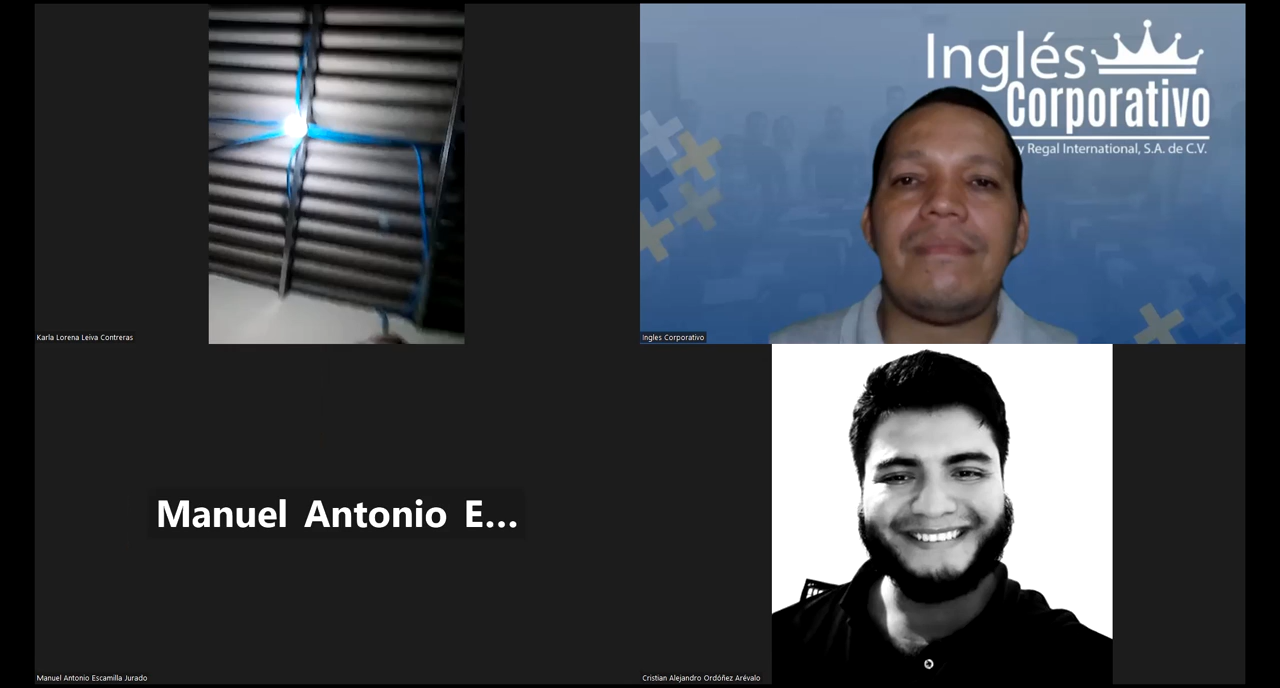 Inglés
Corporativo
y Regal International, S.A. de C.V.
Karla Lorena Leiva Contreras
Ingles Corporativo
Manuel Antonio E...
Manuel Antonio Escamilla Jurado
Cristian Alejandro Ordóñez Arévalo